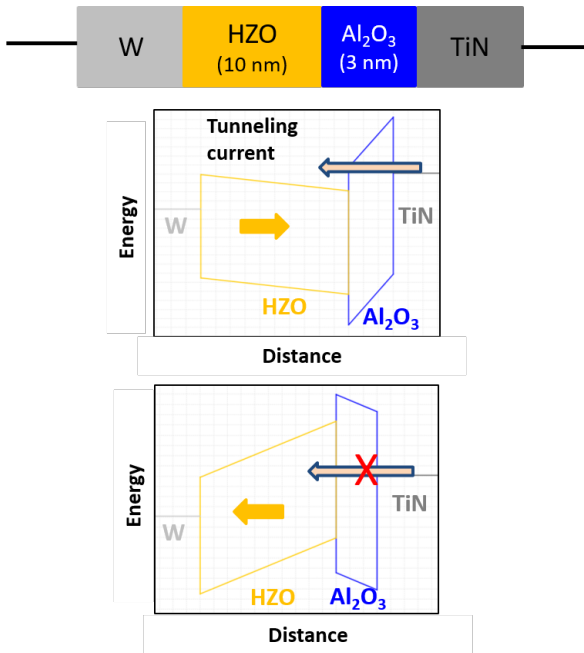 W
HZO
(10 nm)
Al₂O₃
(3 nm)
TiN
Tunneling
current
Energy
W
TiN
HZO
Al₂O₃
Distance
X
Energy
TiN
W
HZO
Al₂O₃
Distance